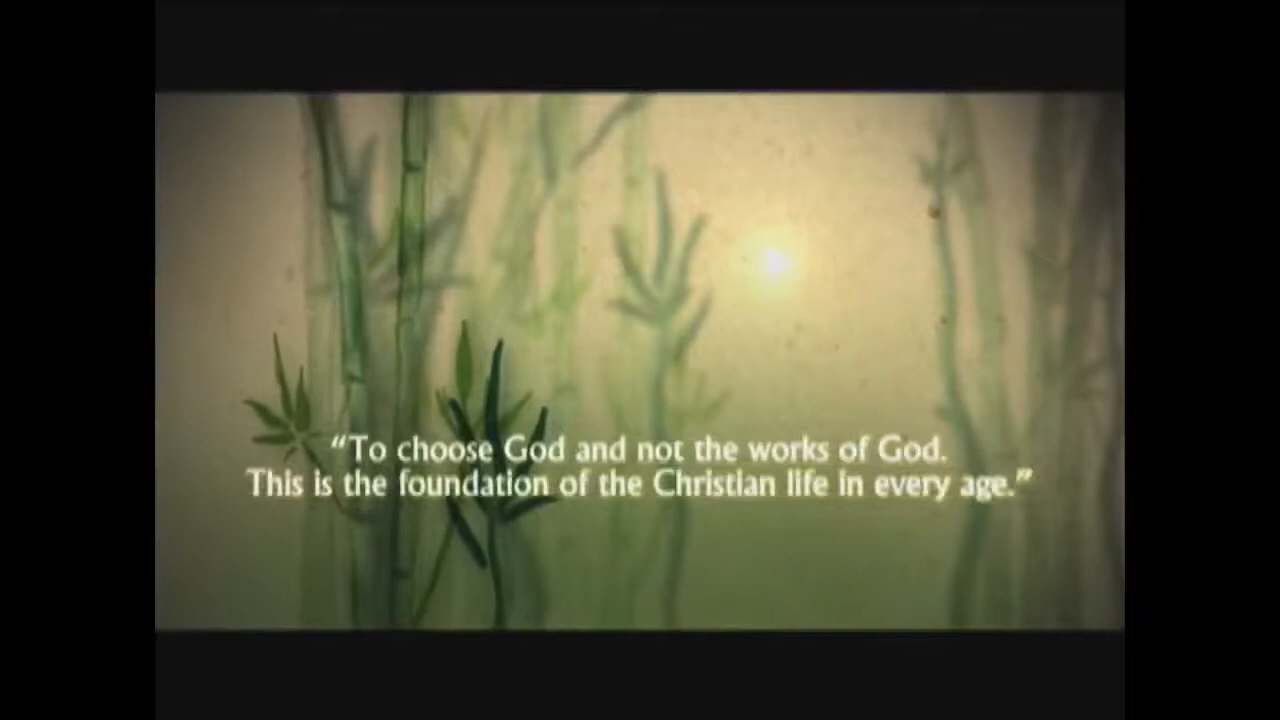 “To choose God and not the works of God.
This is the foundation of the Christian life in every age.”